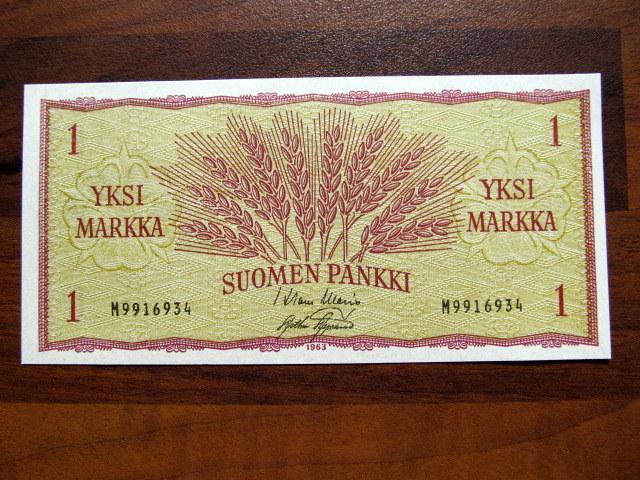 1 1
YKSI MARKKA
YKSI MARKKA
SUOMEN PANKKI
1 M9916934 M9916934 1
1963